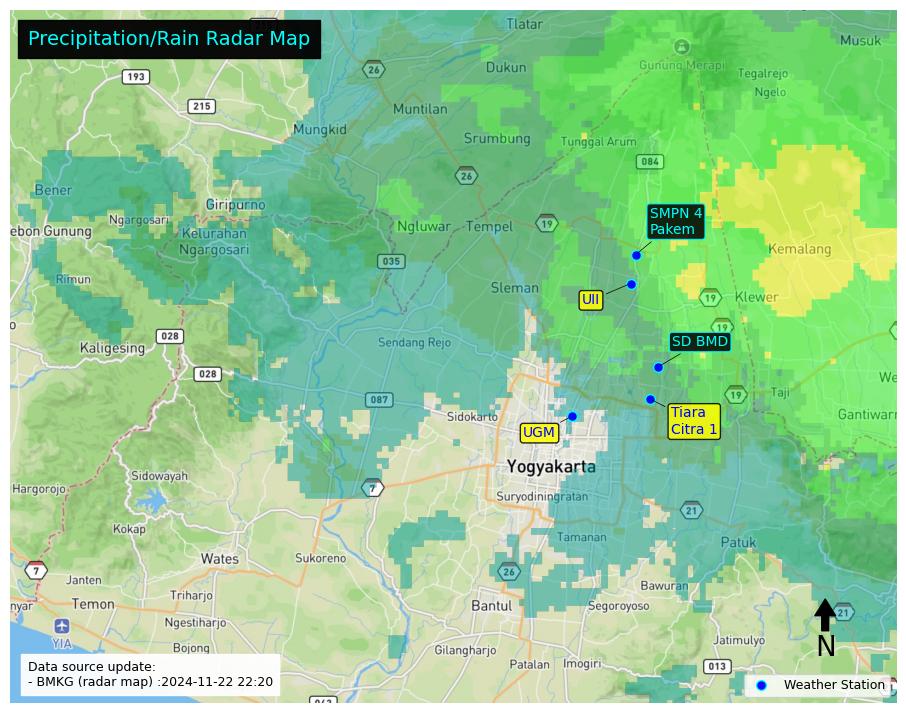 Precipitation/Rain Radar Map
Tlatar
Musuk
26
Dukun
Gunung Merapi
Tegalrejo
193
Ngelo
215
Muntilan
Mungkid
Srumbung
Tunggal Arum
084
26
Bener
Giripurno
SMPN 4
Pakem
Ngargosari
Ngluwar
Tempel
19
ebon Gunung
Kelurahan
Ngargosari
Kemalang
035
Rimun
Sleman
UII
19
Klewer
028
19
Kaligesing
Sendang Rejo
SD BMD
028
We
087
19
Taji
Sidokarto
Tiara
Citra 1
Gantiwarn
UGM
Yogyakarta
Sidowayah
Hargorojo
7
Suryodiningratan
21
Kokap
Tamanan
Patuk
Wates
Sukoreno
7
Janten
26
Bawuran
Triharjo
nyar
Temon
Bantul
Segoroyoso
21
Ngestiharjo
YIA
Jatimulyo
N
Bojong
Gilangharjo
Patalan
Imogiri
013
Data source update:
- BMKG (radar map) :2024-11-22 22:20
Weather Station